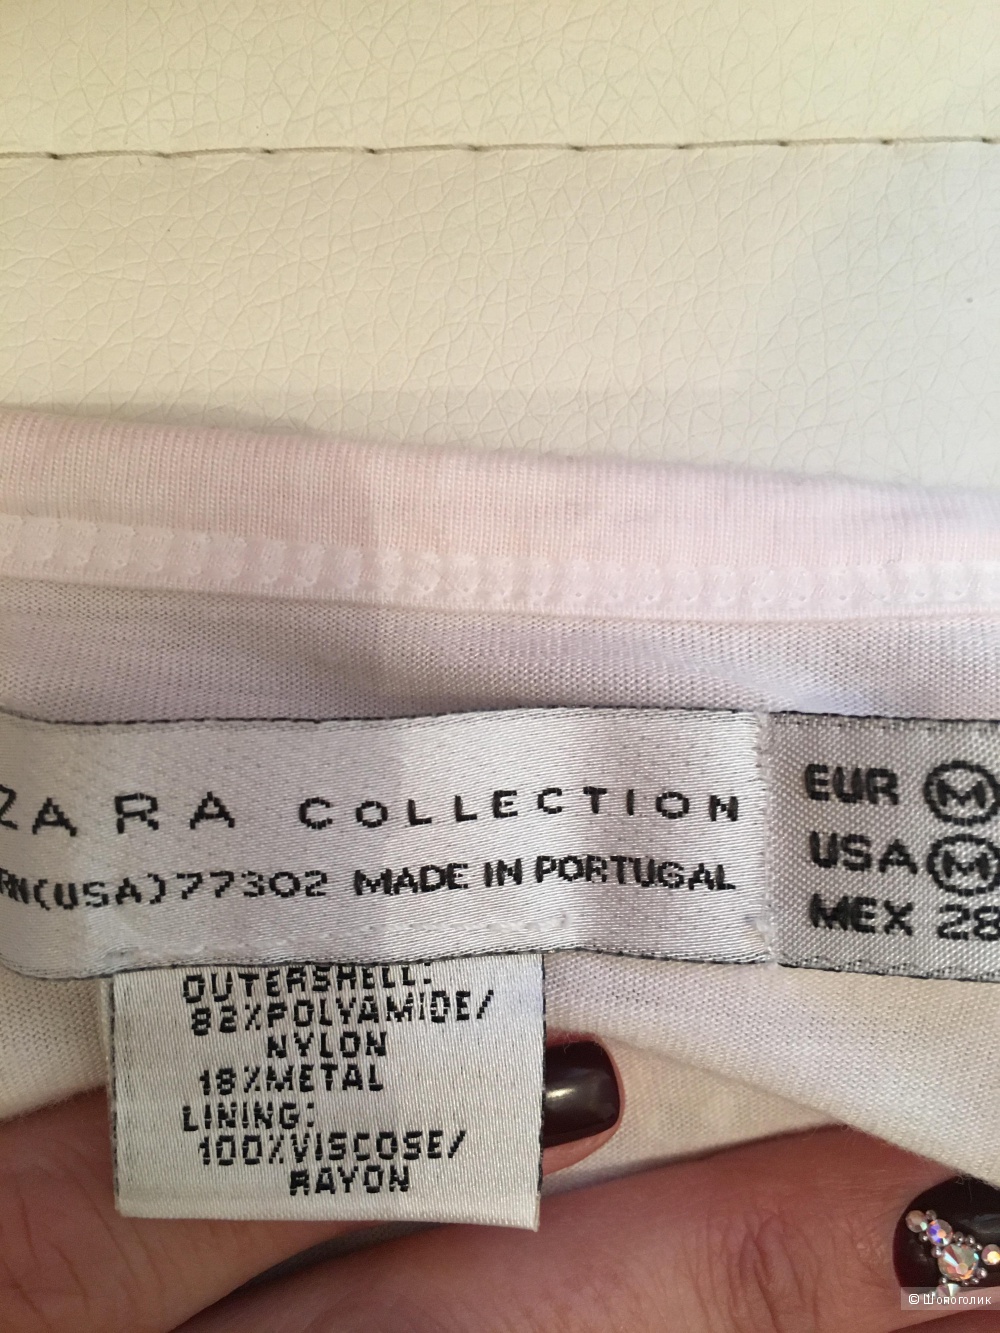 ZARA COLLECTION
RN(USA)77302 MADE IN PORTUGAL
EUR M
USA M
MEX 28
OUTERSHELL:
82%POLYAMIDE/
NYLON
18%METAL
LINING:
100%VISCOSE/
RAYON
© Шопоголик